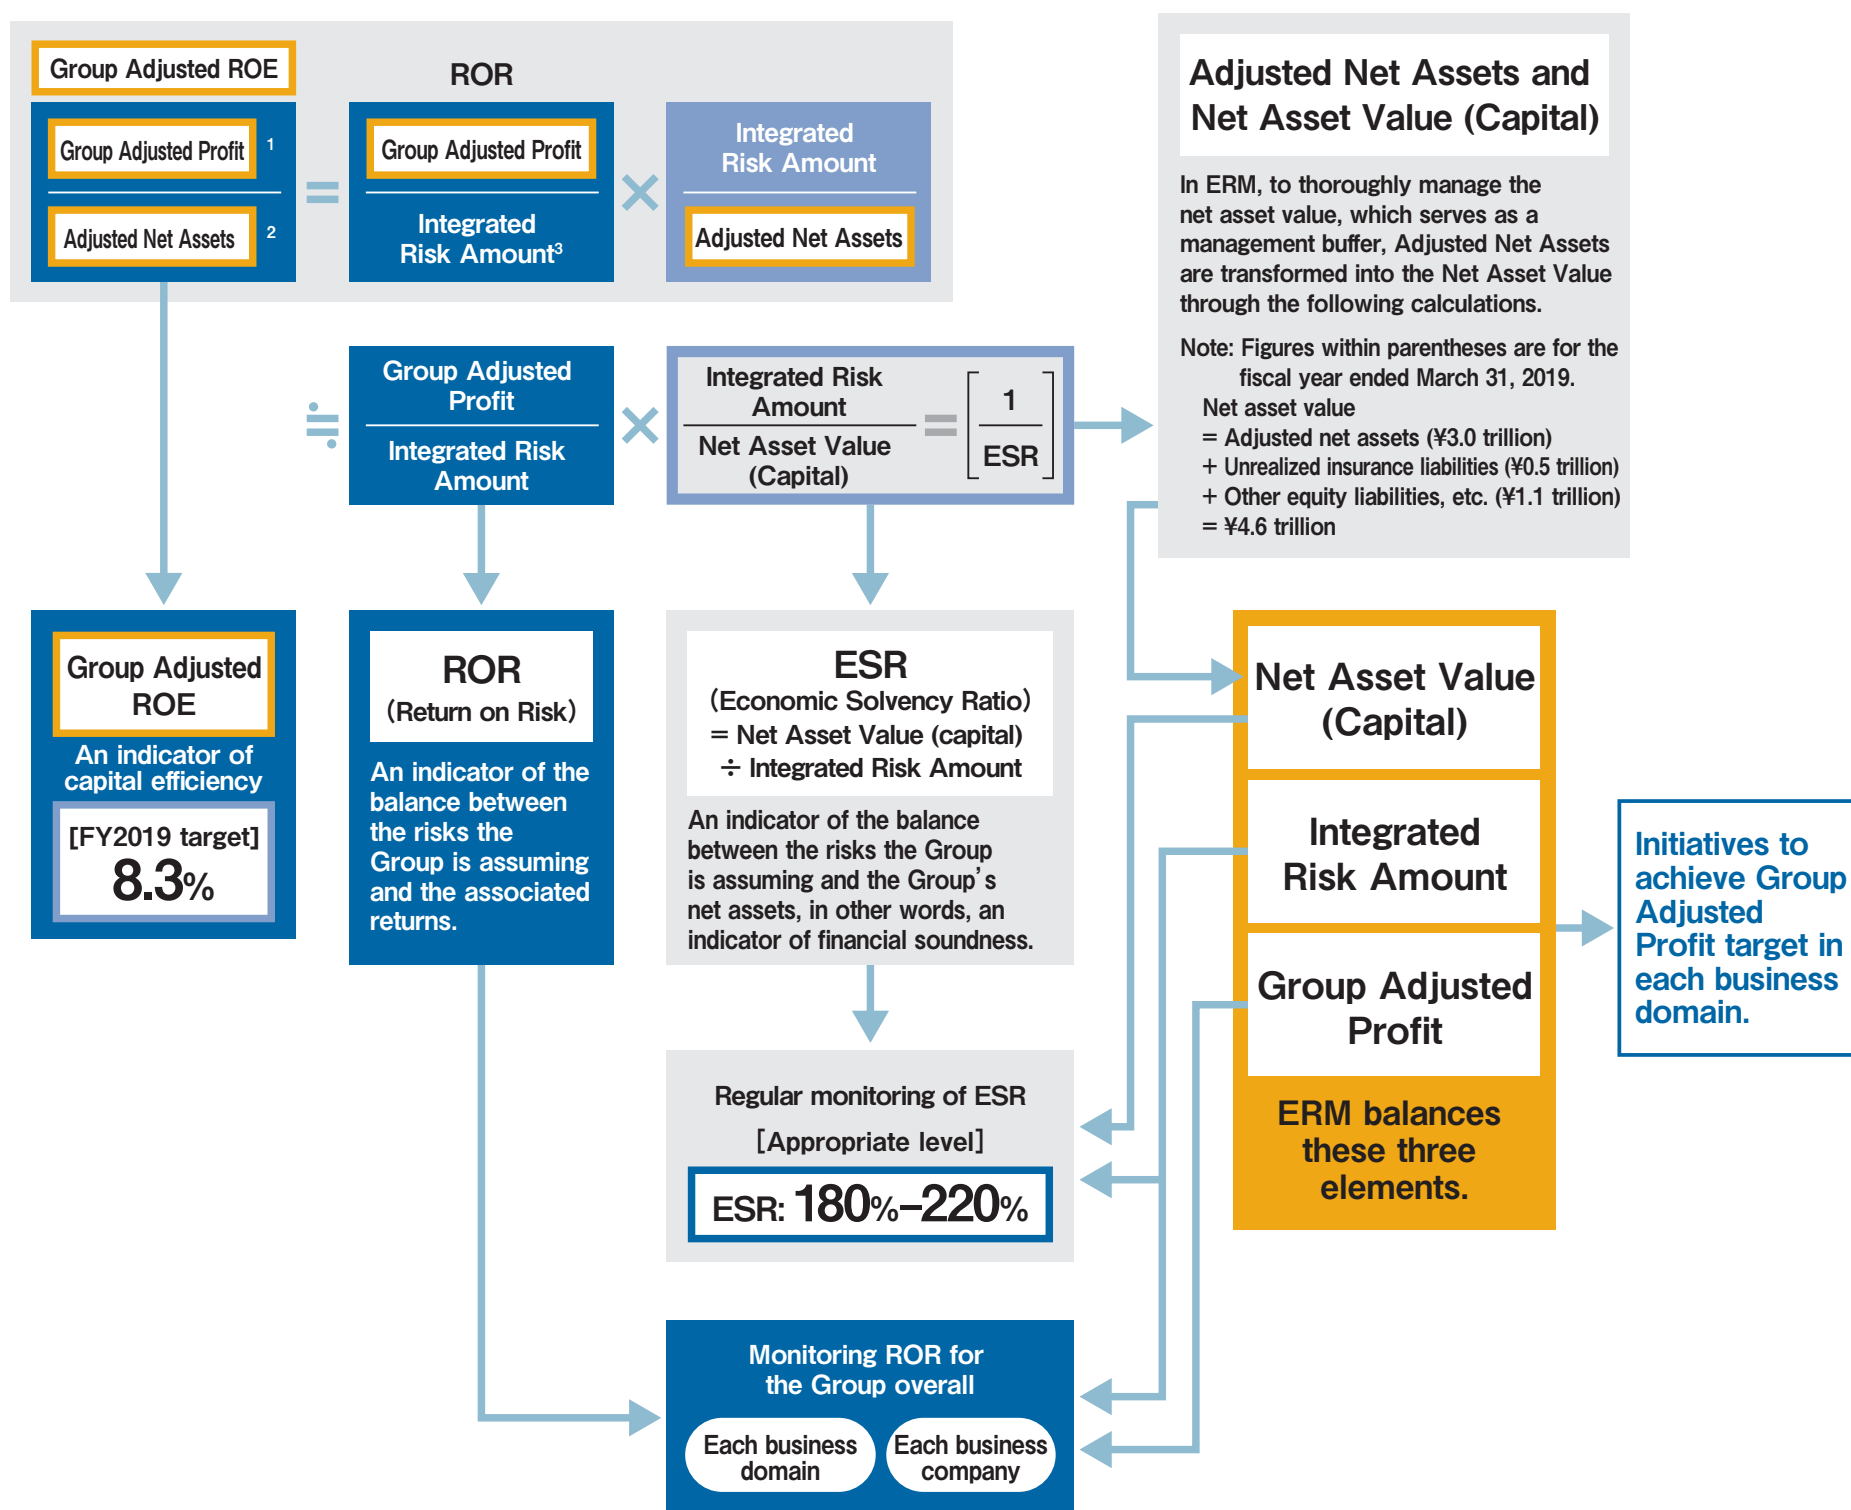 Group Adjusted ROE
ROR
Group Adjusted Profit 1
Adjusted Net Assets 2
=
Group Adjusted Profit
Integrated
Risk Amount3
×
Integrated
Risk Amount
Adjusted Net Assets
≒
Group Adjusted
Profit
Integrated Risk
Amount
×
Integrated Risk
Amount
Net Asset Value
(Capital)
=
1
ESR
Adjusted Net Assets and
Net Asset Value (Capital)
In ERM, to thoroughly manage the
net asset value, which serves as a
management buffer, Adjusted Net Assets
are transformed into the Net Asset Value
through the following calculations.
Note: Figures within parentheses are for the
fiscal year ended March 31, 2019.
Net asset value
= Adjusted net assets (¥3.0 trillion)
+ Unrealized insurance liabilities (¥0.5 trillion)
+ Other equity liabilities, etc. (¥1.1 trillion)
= ¥4.6 trillion
Group Adjusted
ROE
An indicator of
capital efficiency
[FY2019 target]
8.3%
ROR
(Return on Risk)
An indicator of the
balance between
the risks the
Group is assuming
and the associated
returns.
ESR
(Economic Solvency Ratio)
= Net Asset Value (capital)
÷ Integrated Risk Amount
An indicator of the balance
between the risks the Group
is assuming and the Group's
net assets, in other words, an
indicator of financial soundness.
Regular monitoring of ESR
[Appropriate level]
ESR: 180%–220%
Monitoring ROR for
the Group overall
Each business
domain
Each business
company
Net Asset Value
(Capital)
Integrated
Risk Amount
Group Adjusted
Profit
ERM balances
these three
elements.
Initiatives to
achieve Group
Adjusted
Profit target in
each business
domain.